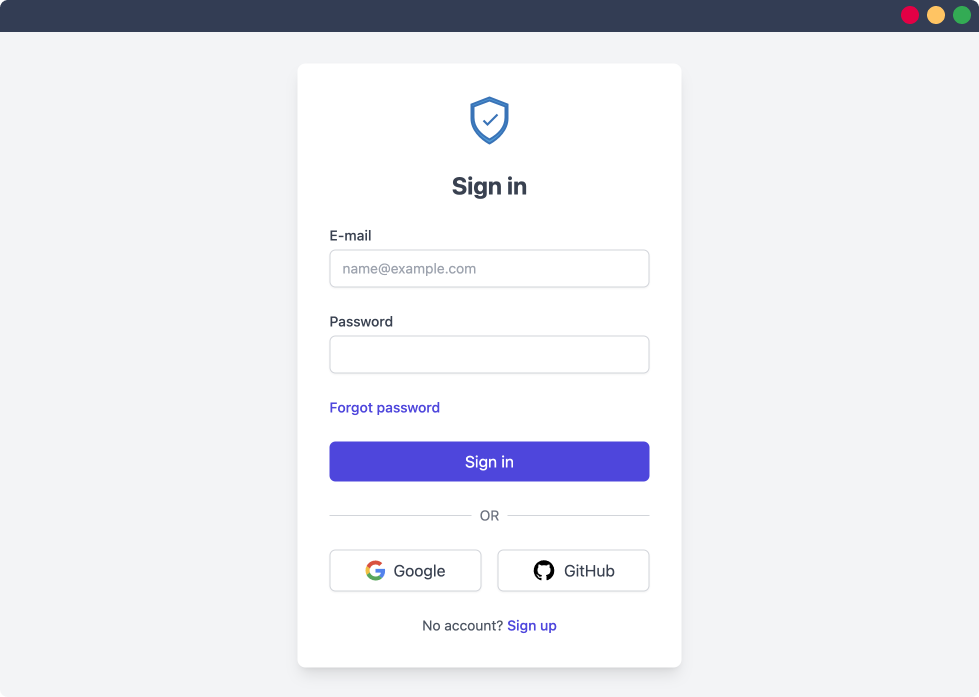 Sign in
E-mail
name@example.com
Password
Forgot password
Sign in
OR
Google
GitHub
No account? Sign up